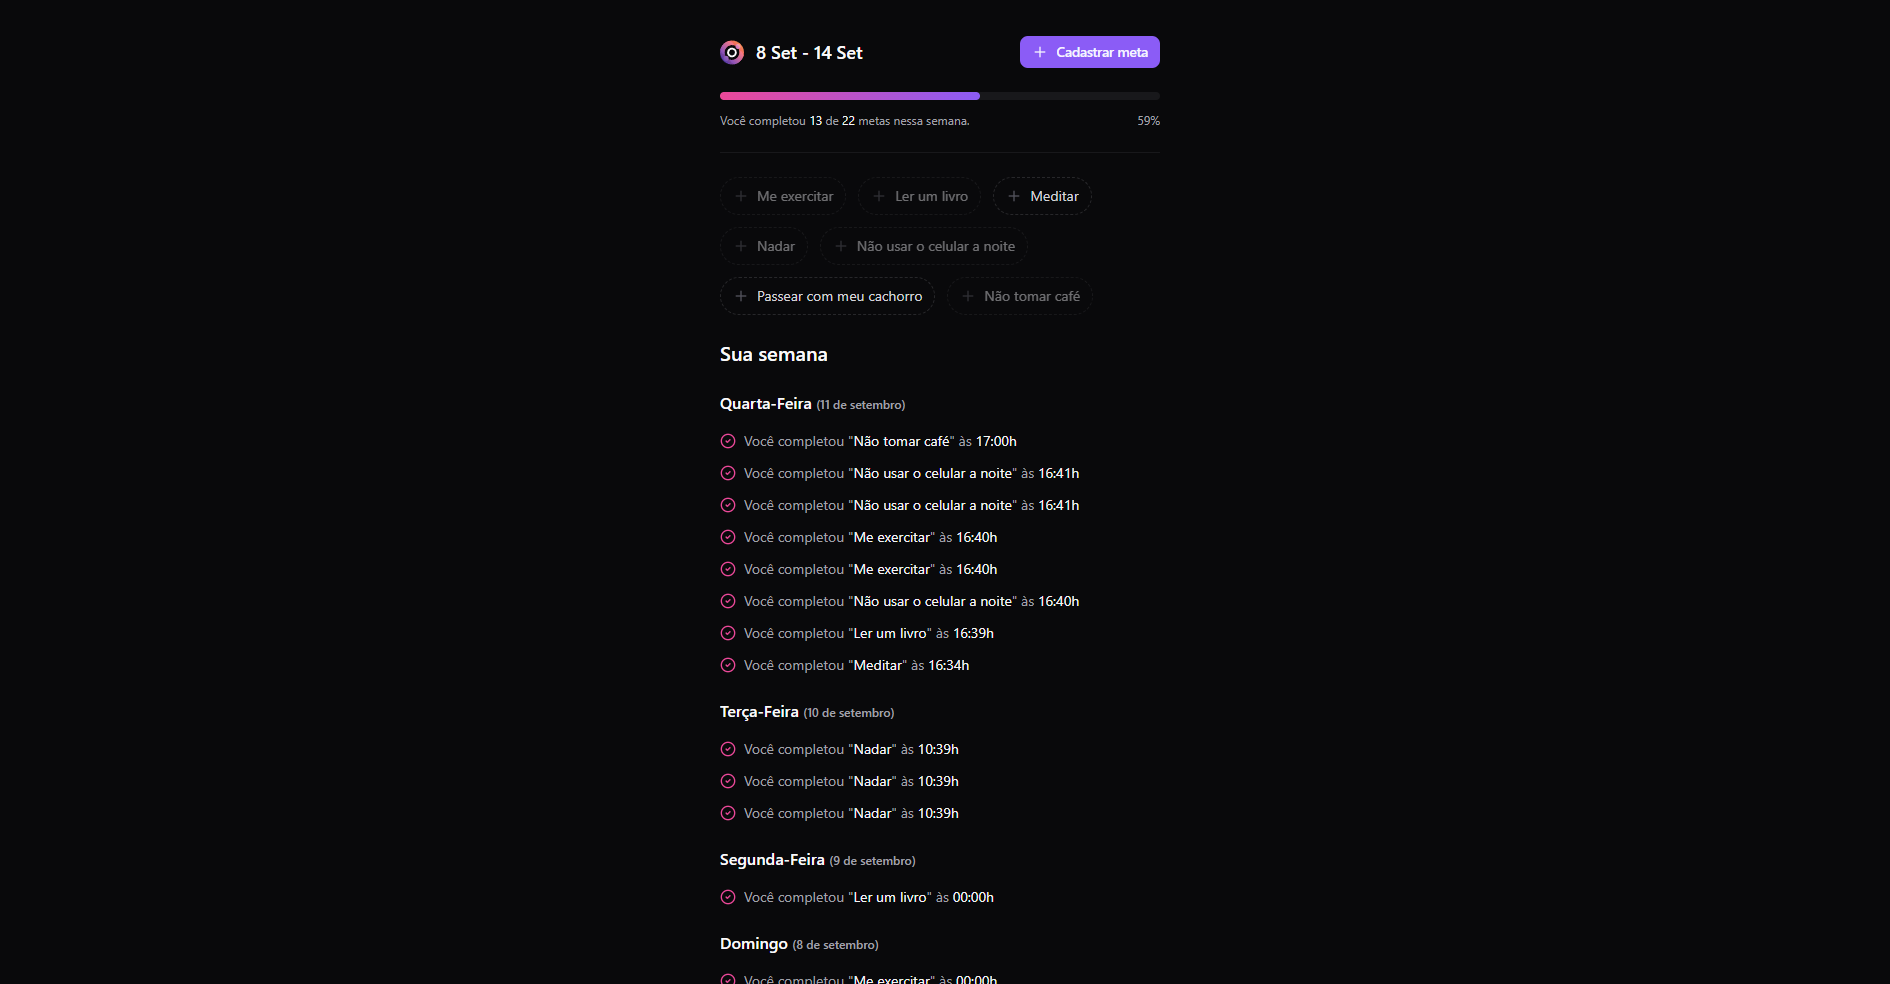 8 Set - 14 Set
Cadastrar meta
Você completou 13 de 22 metas nessa semana.
59%
Me exercitar
Ler um livro
Meditar
Nadar
Não usar o celular a noite
Passear com meu cachorro
Não tomar café
Sua semana
Quarta-Feira (11 de setembro)
Você completou "Não tomar café" às 17:00h
Você completou "Não usar o celular a noite" às 16:41h
Você completou "Não usar o celular a noite" às 16:41h
Você completou "Me exercitar" às 16:40h
Você completou "Me exercitar" às 16:40h
Você completou "Não usar o celular a noite" às 16:40h
Você completou "Ler um livro" às 16:39h
Você completou "Meditar" às 16:34h
Terça-Feira (10 de setembro)
Você completou "Nadar" às 10:39h
Você completou "Nadar" às 10:39h
Você completou "Nadar" às 10:39h
Segunda-Feira (9 de setembro)
Você completou "Ler um livro" às 00:00h
Domingo (8 de setembro)
Você completou "Me exercitar" às 00:00h